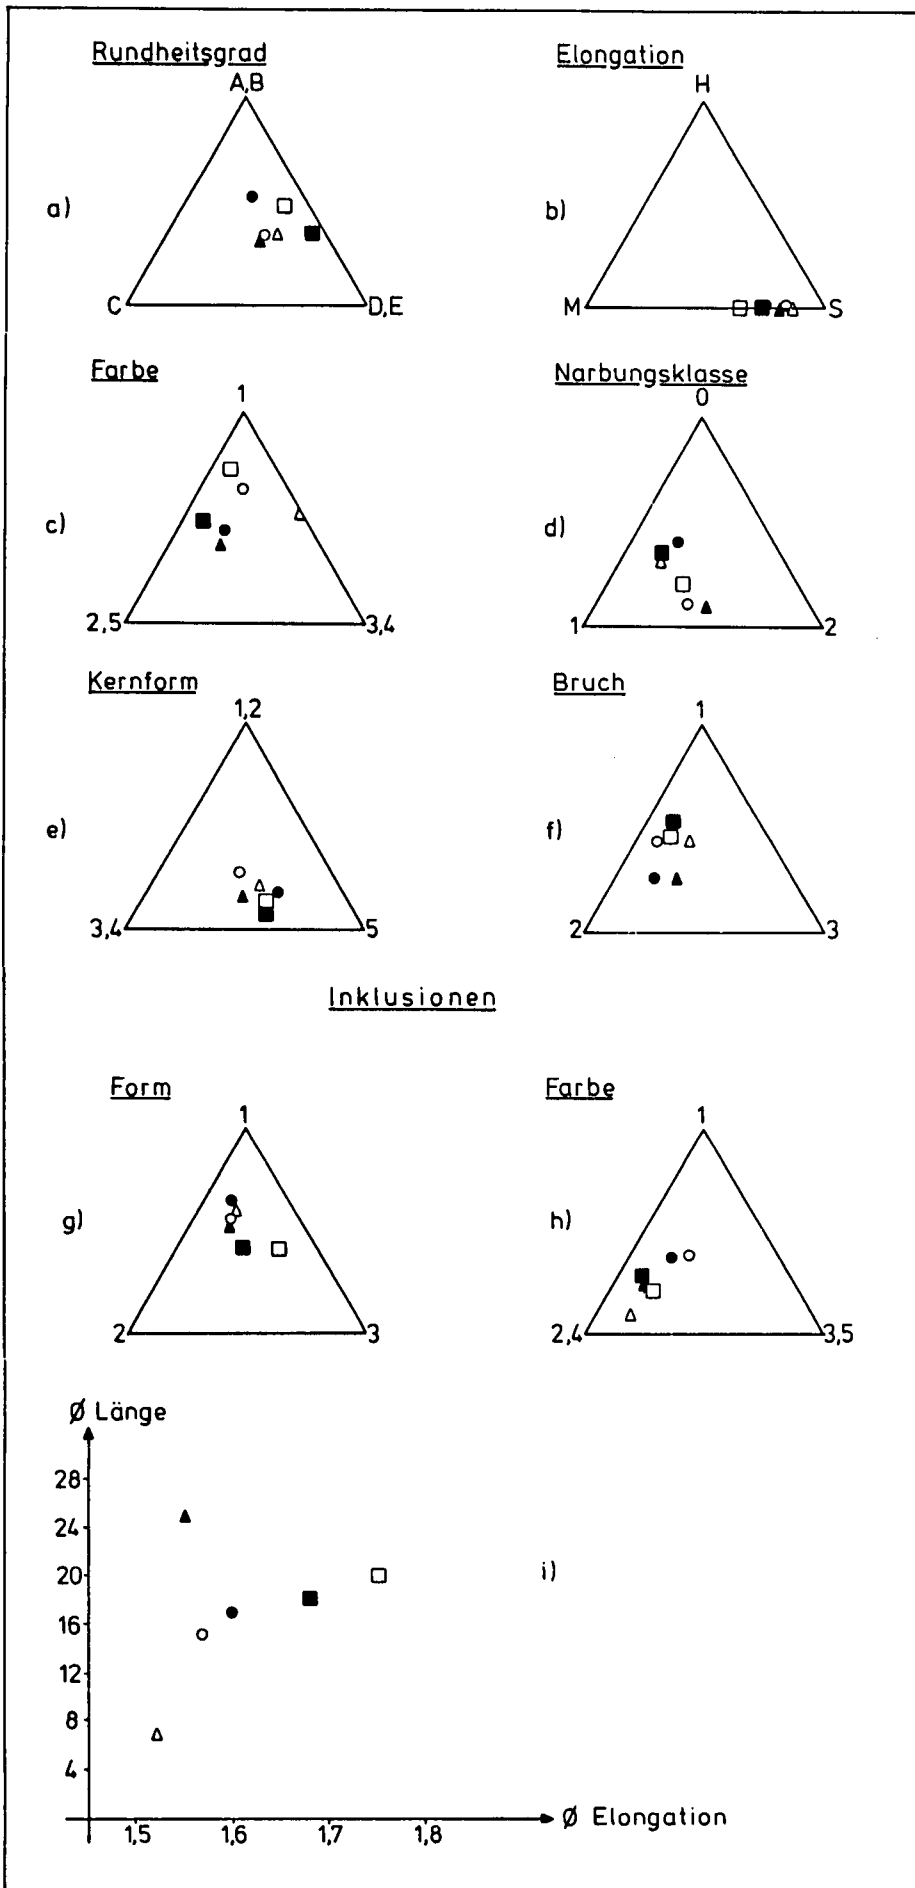 Rundheitsgrad
Elongation
A,B
H
a)
b)
C
D,E
M
S
Farbe
Narbungsklasse
1
0
c)
d)
2,5
3,4
1
2
Kernform
Bruch
1,2
1
e)
f)
3,4
5
2
3
Inklusionen
Form
Farbe
1
1
g)
h)
2
3
2,4
3,5
Ø Länge
28
24
20
i)
16
12
8
4
Ø Elongation
1,5
1,6
1,7
1,8